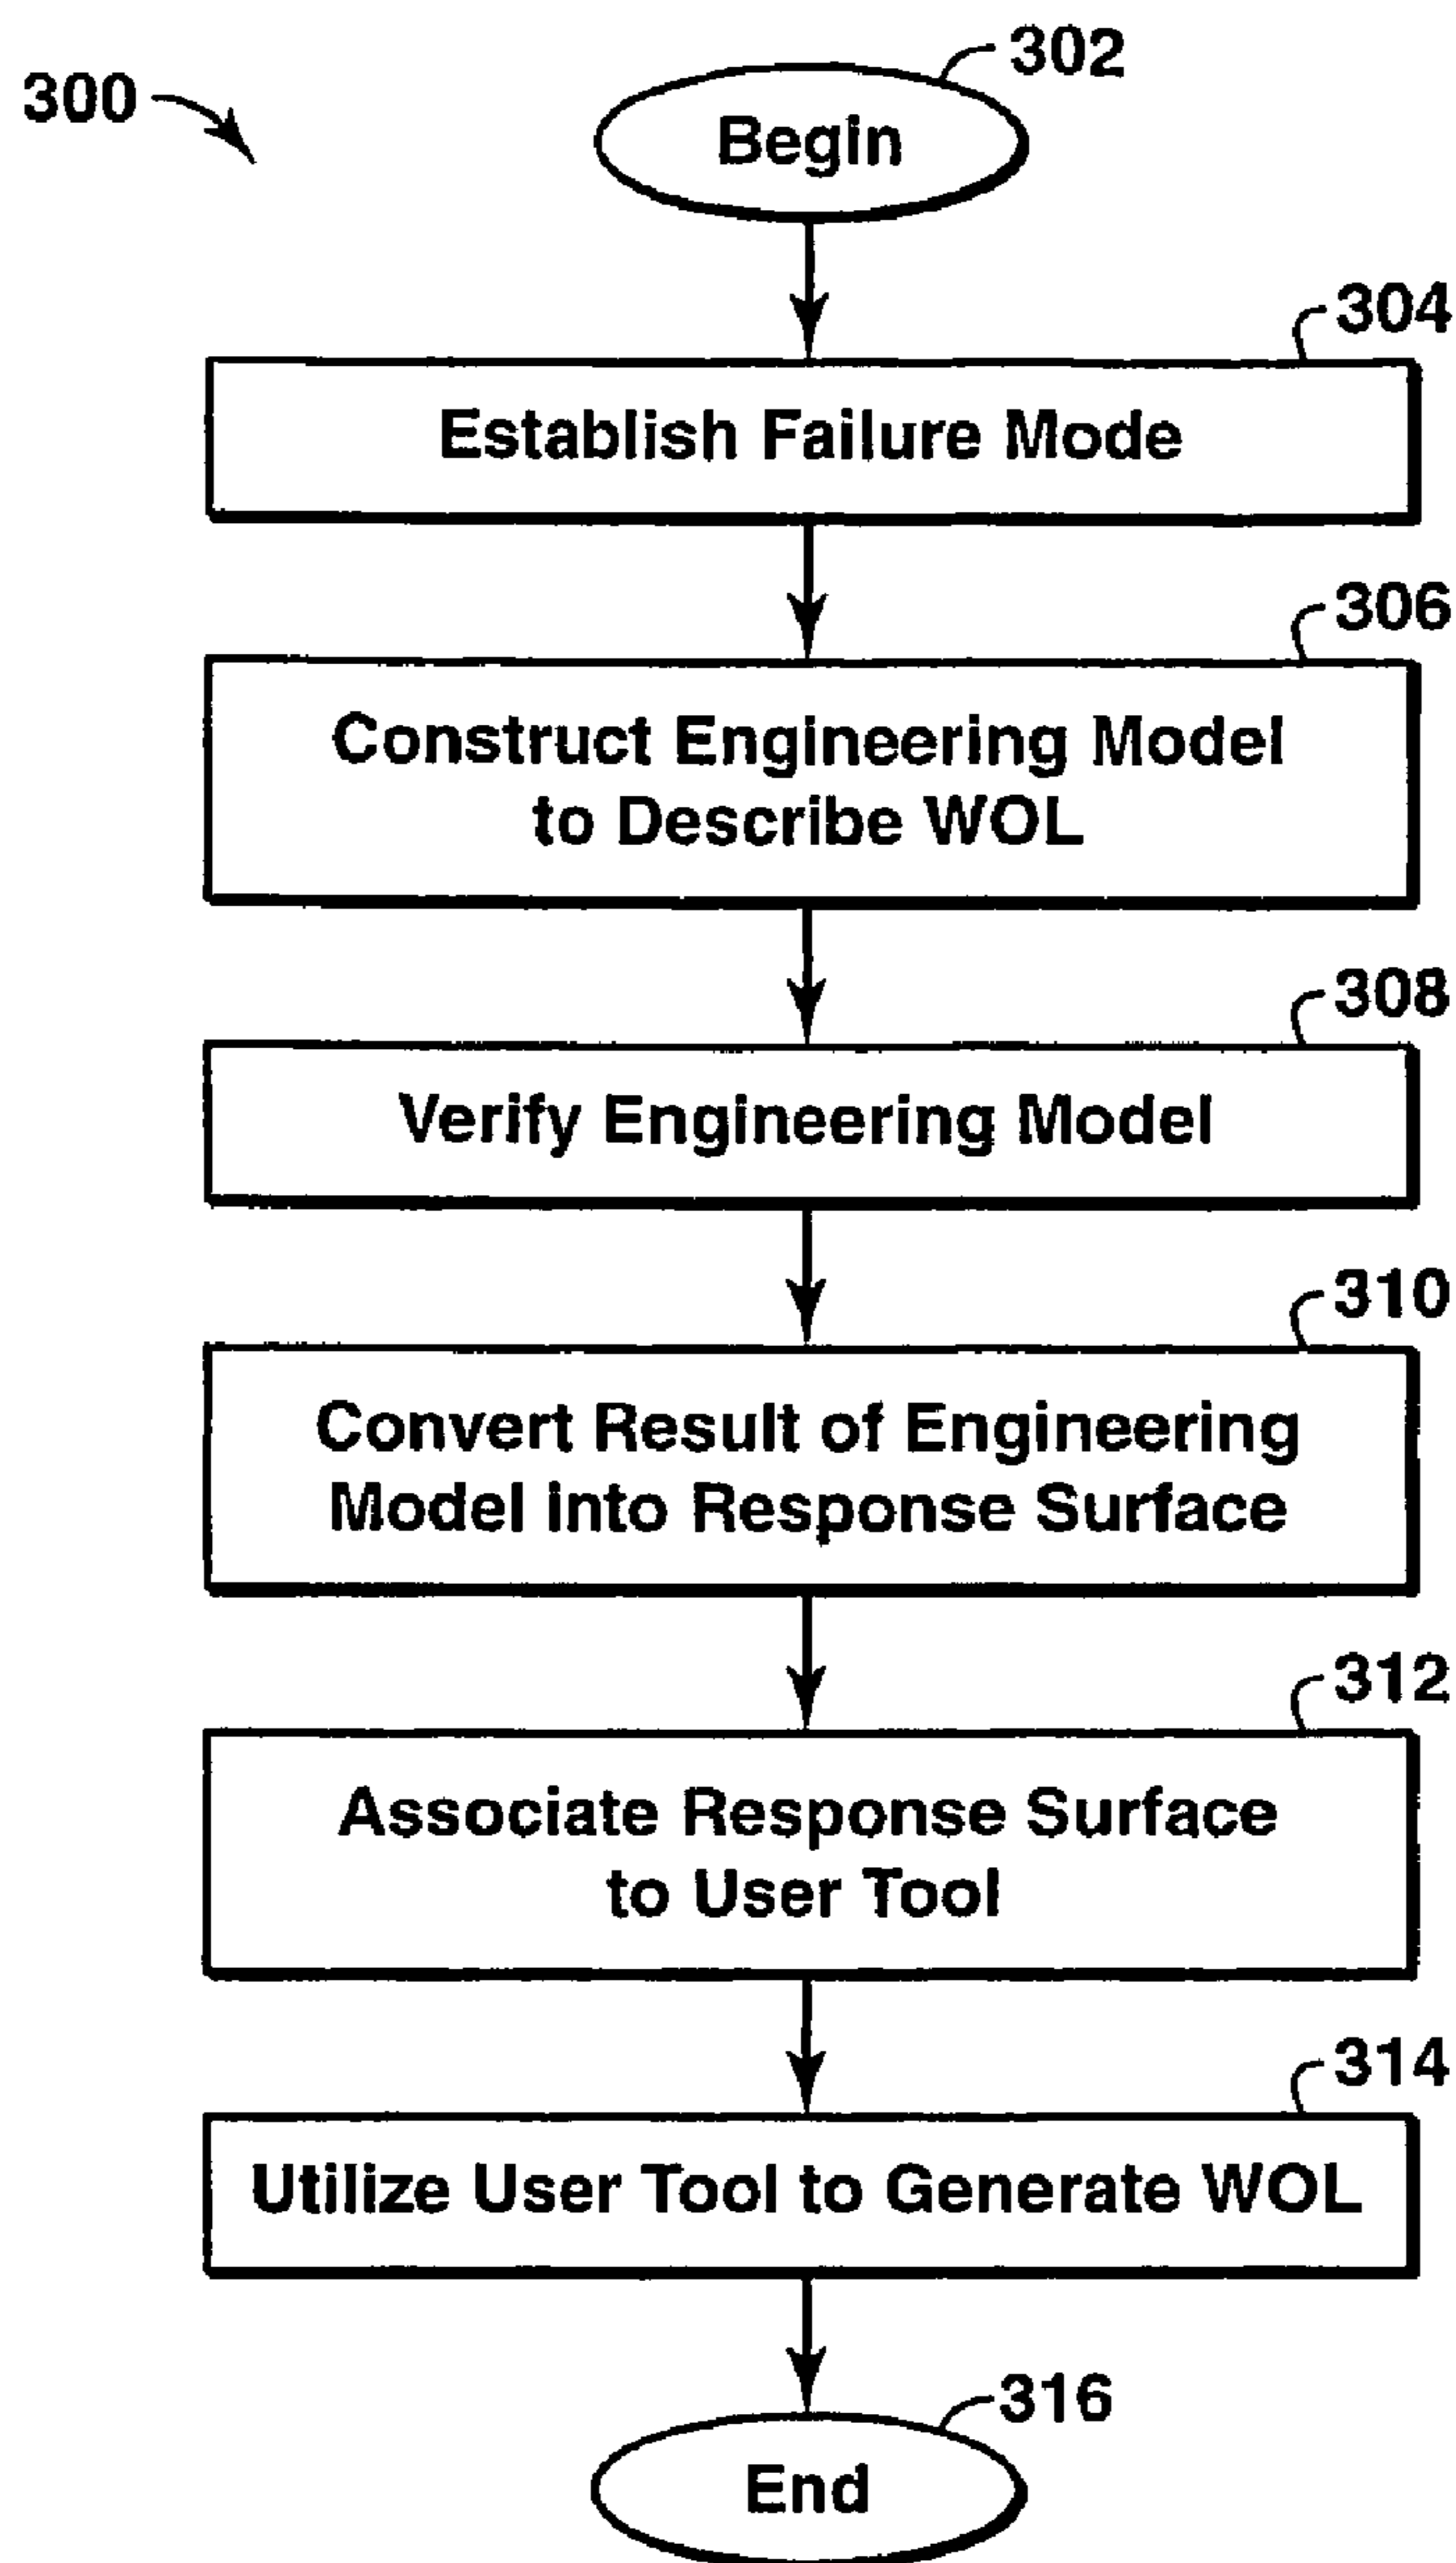 302
300
Begin
304
Establish Failure Mode
306
Construct Engineering Model
to Describe WOL
308
Verify Engineering Model
310
Convert Result of Engineering
Model into Response Surface
312
Associate Response Surface
to User Tool
314
Utilize User Tool to Generate WOL
316
End